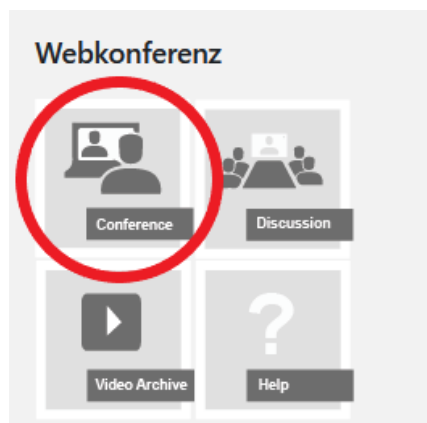 Webkonferenz
Conference
Discussion
Video Archive
?
Help